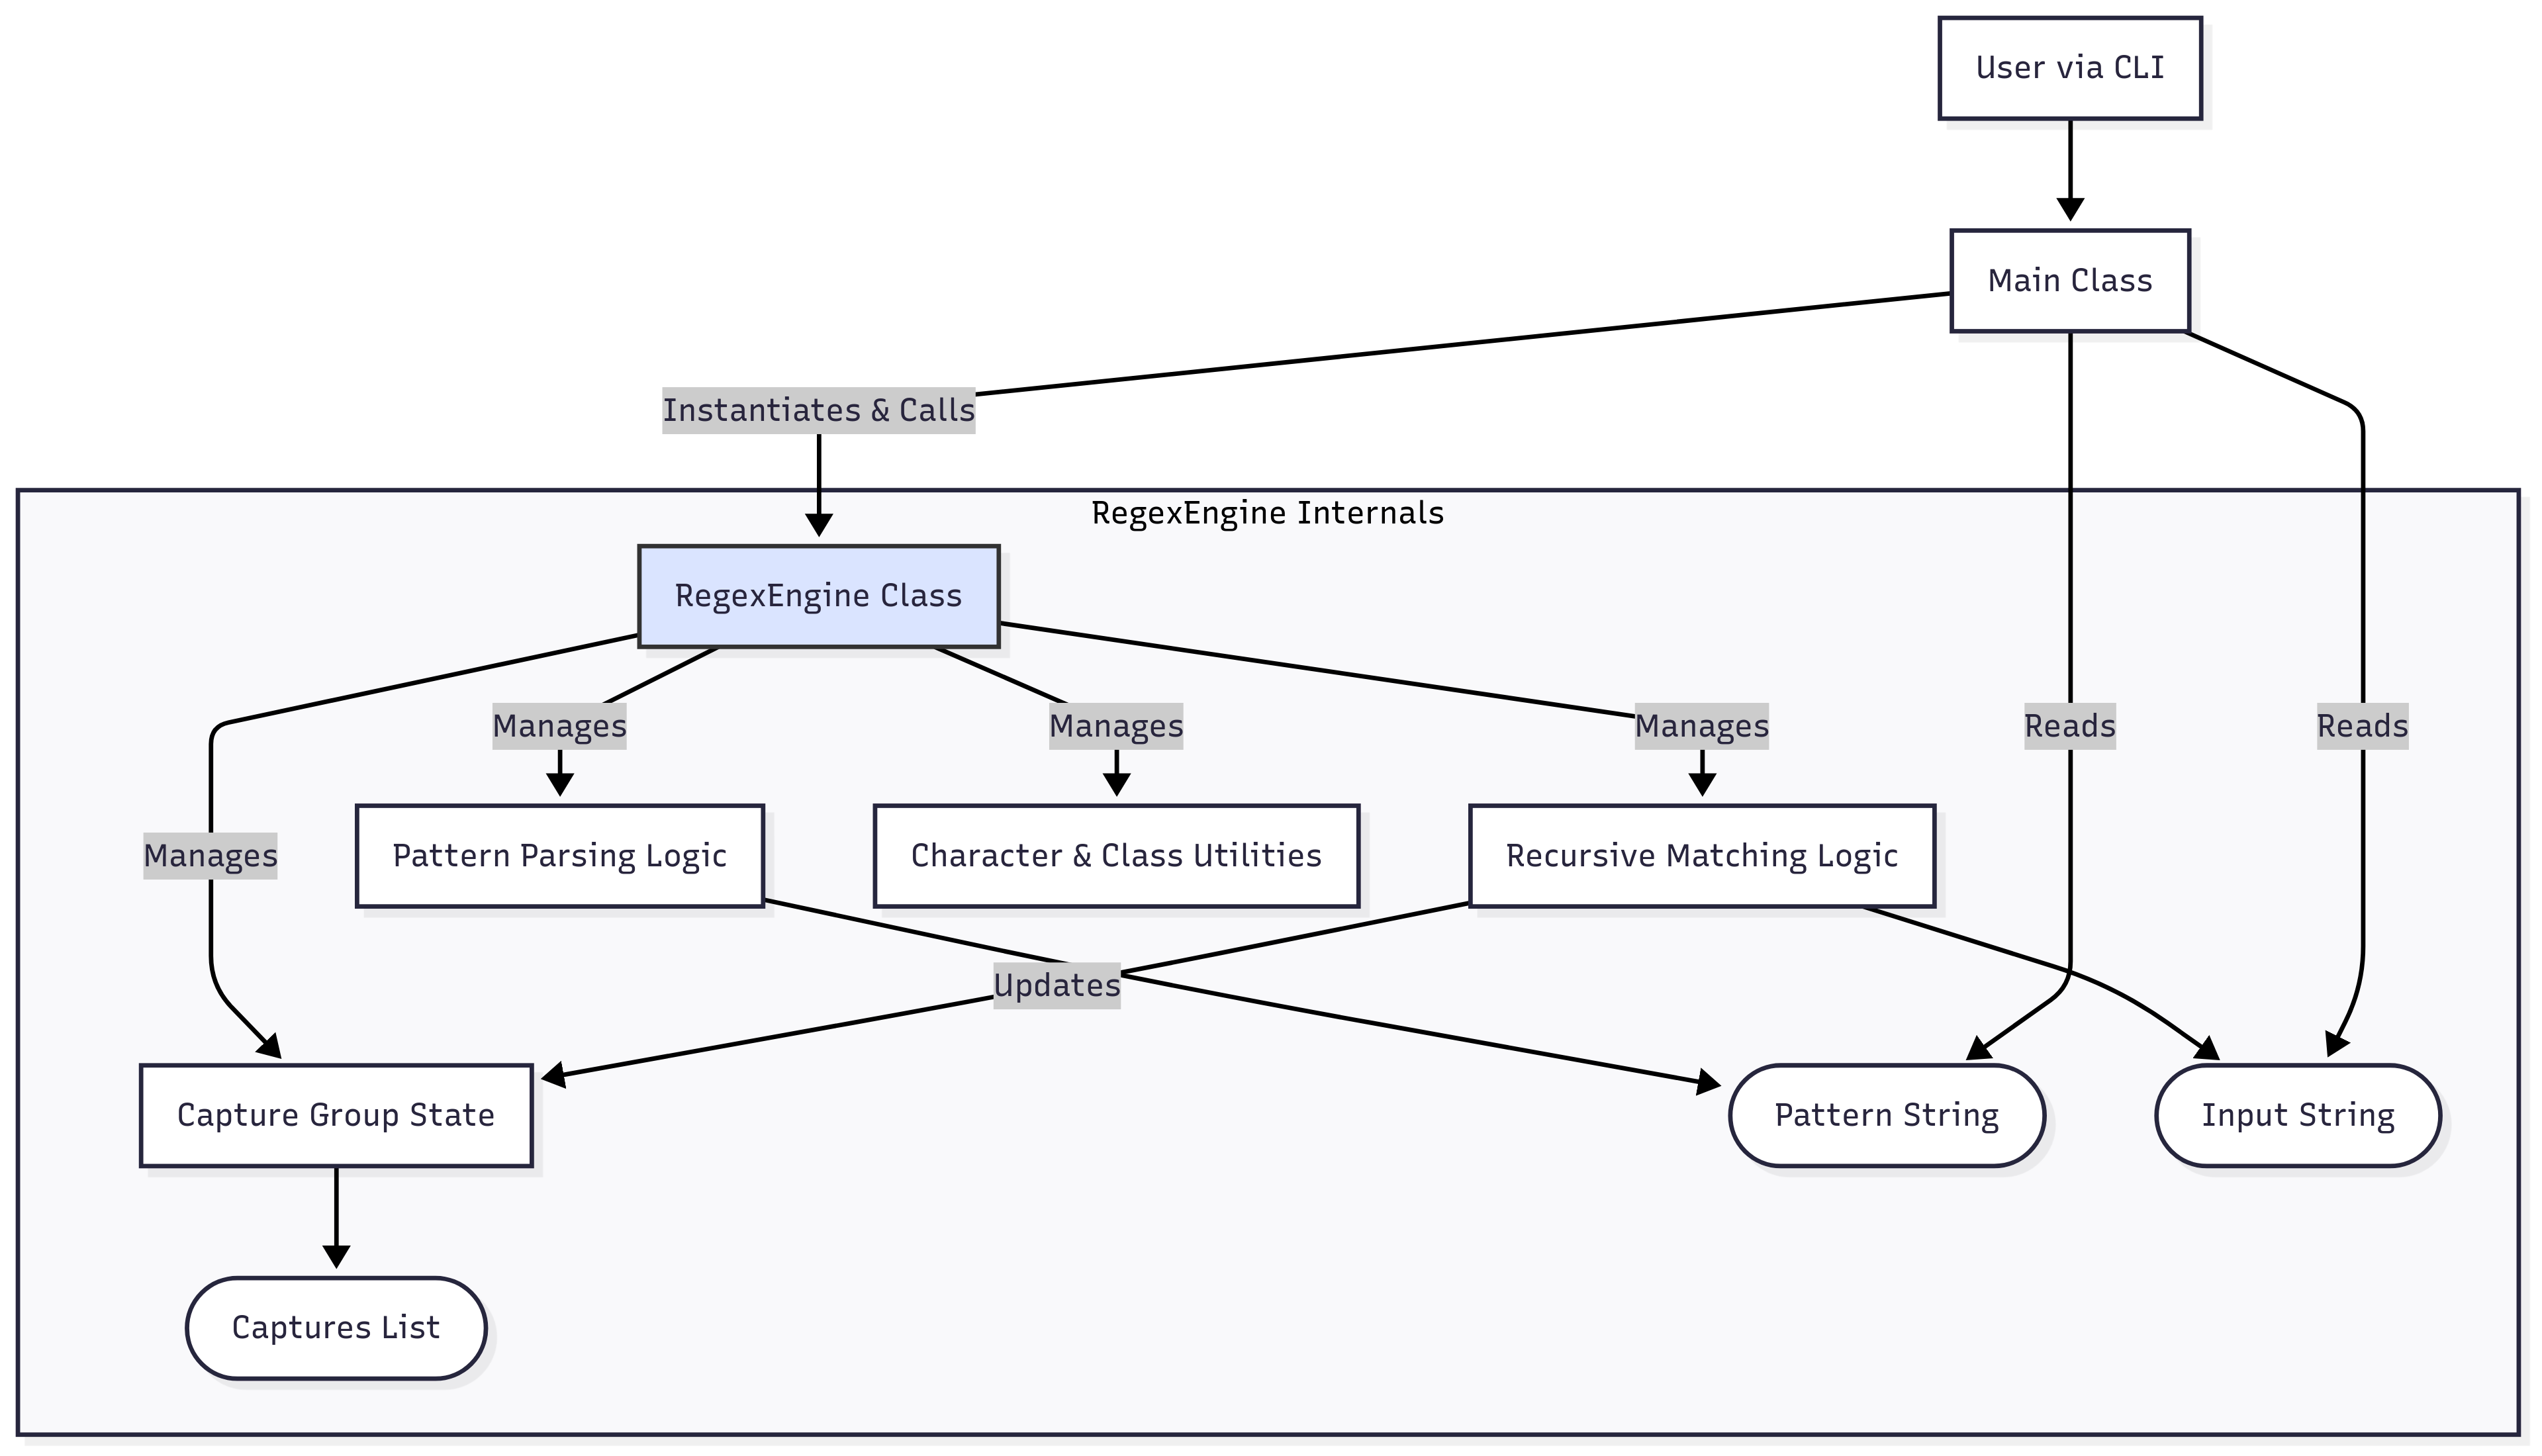 User via CLI
Main Class
Instantiates & Calls
RegexEngine Internals
RegexEngine Class
Manages
Manages
Manages
Reads
Reads
Manages
Pattern Parsing Logic
Character & Class Utilities
Recursive Matching Logic
Updates
Capture Group State
Pattern String
Input String
Captures List